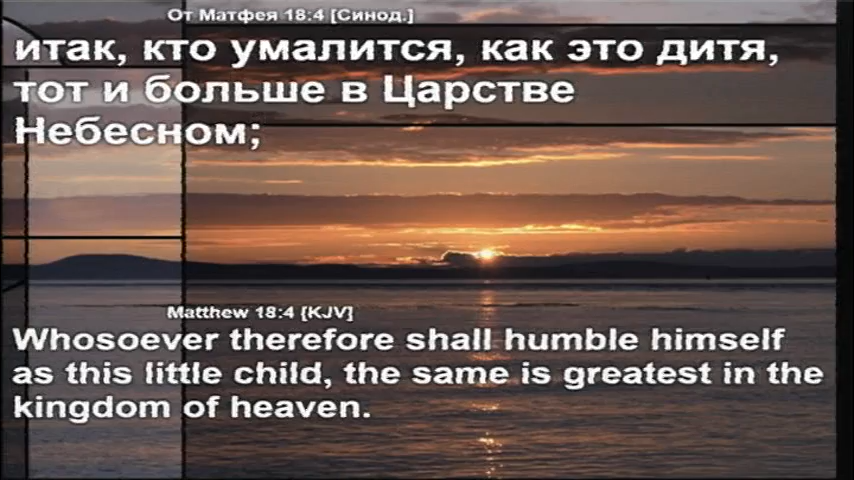 От Матфея 18:4 [Синод.]
итак, кто умалится, как это дитя,
тот и больше в Царстве
Небесном;
Matthew 18:4 [KJV]
Whosoever therefore shall humble himself
as this little child, the same is greatest in the
kingdom of heaven.